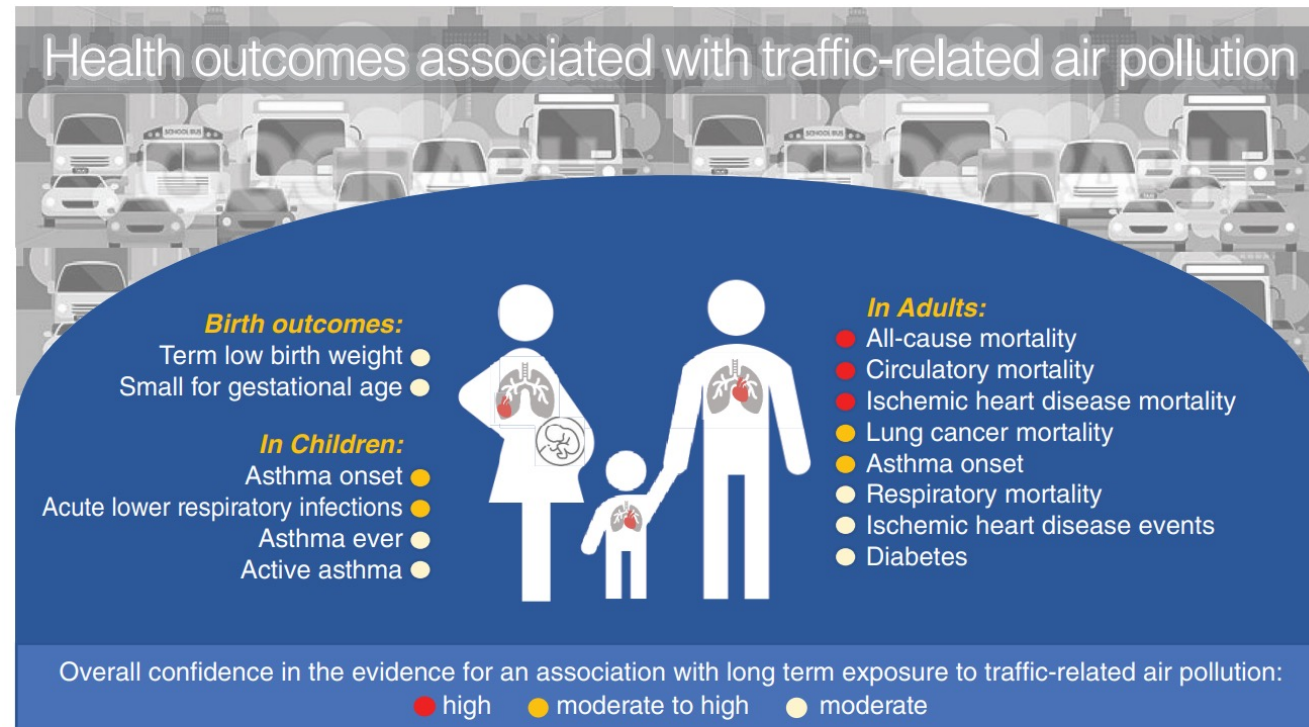 Health outcomes associated with traffic-related air pollution
SCHOOL BUS
SCHOOL BUS
TAXI
Birth outcomes:
Term low birth weight
Small for gestational age
In Children:
Asthma onset
Acute lower respiratory infections
Asthma ever
Active asthma
In Adults:
All-cause mortality
Circulatory mortality
Ischemic heart disease mortality
Lung cancer mortality
Asthma onset
Respiratory mortality
Ischemic heart disease events
Diabetes
Overall confidence in the evidence for an association with long term exposure to traffic-related air pollution:
high moderate to high moderate